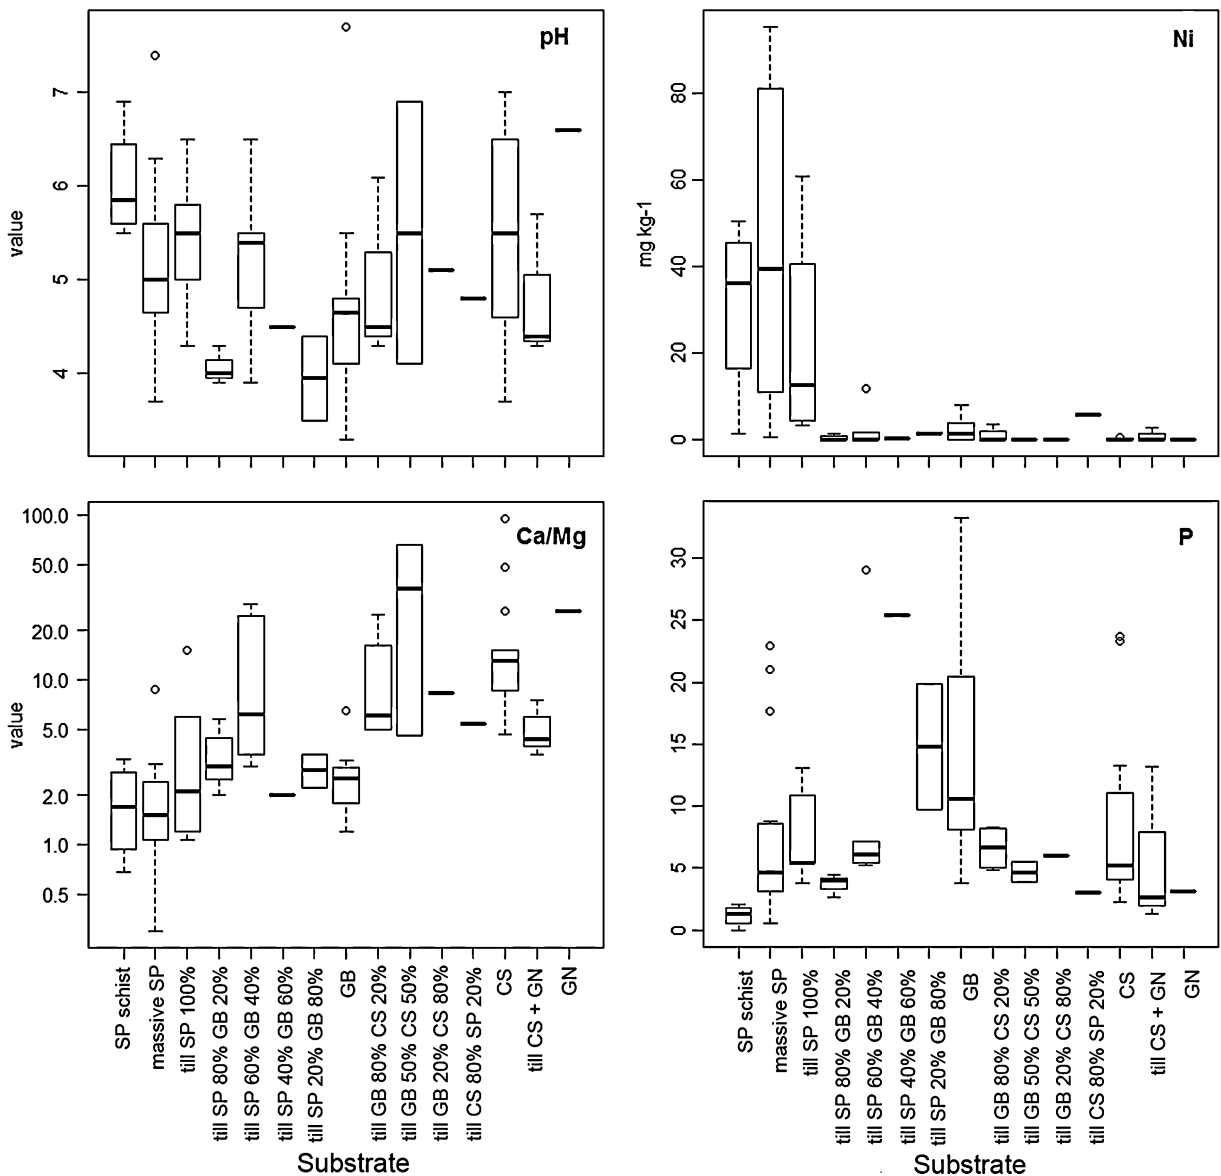 pH
value
7
6
5
4
Ni
mg kg-1
80
60
40
20
0
Ca/Mg
value
100.0
50.0
20.0
10.0
5.0
2.0
1.0
0.5
SP schist
massive SP
till SP 100%
till SP 80% GB 20%
till SP 60% GB 40%
till SP 40% GB 60%
till SP 20% GB 80%
GB
till GB 80% CS 20%
till GB 50% CS 50%
till GB 20% CS 80%
till CS 80% SP 20%
CS
till CS + GN
GN
Substrate
P
30
25
20
15
10
5
0
SP schist
massive SP
till SP 100%
till SP 80% GB 20%
till SP 60% GB 40%
till SP 40% GB 60%
till SP 20% GB 80%
GB
till GB 80% CS 20%
till GB 50% CS 50%
till GB 20% CS 80%
till CS 80% SP 20%
CS
till CS + GN
GN
Substrate